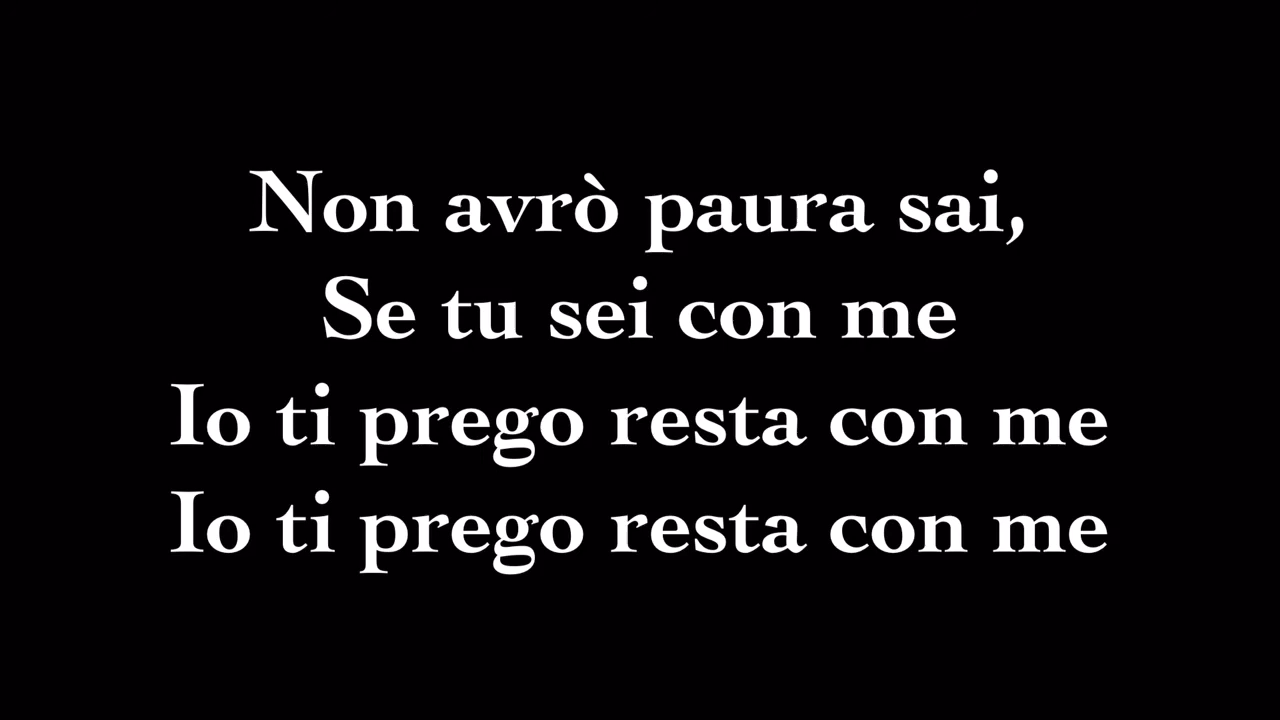 Non avrò paura sai,
Se tu sei con me
Io ti prego resta con me
Io ti prego resta con me